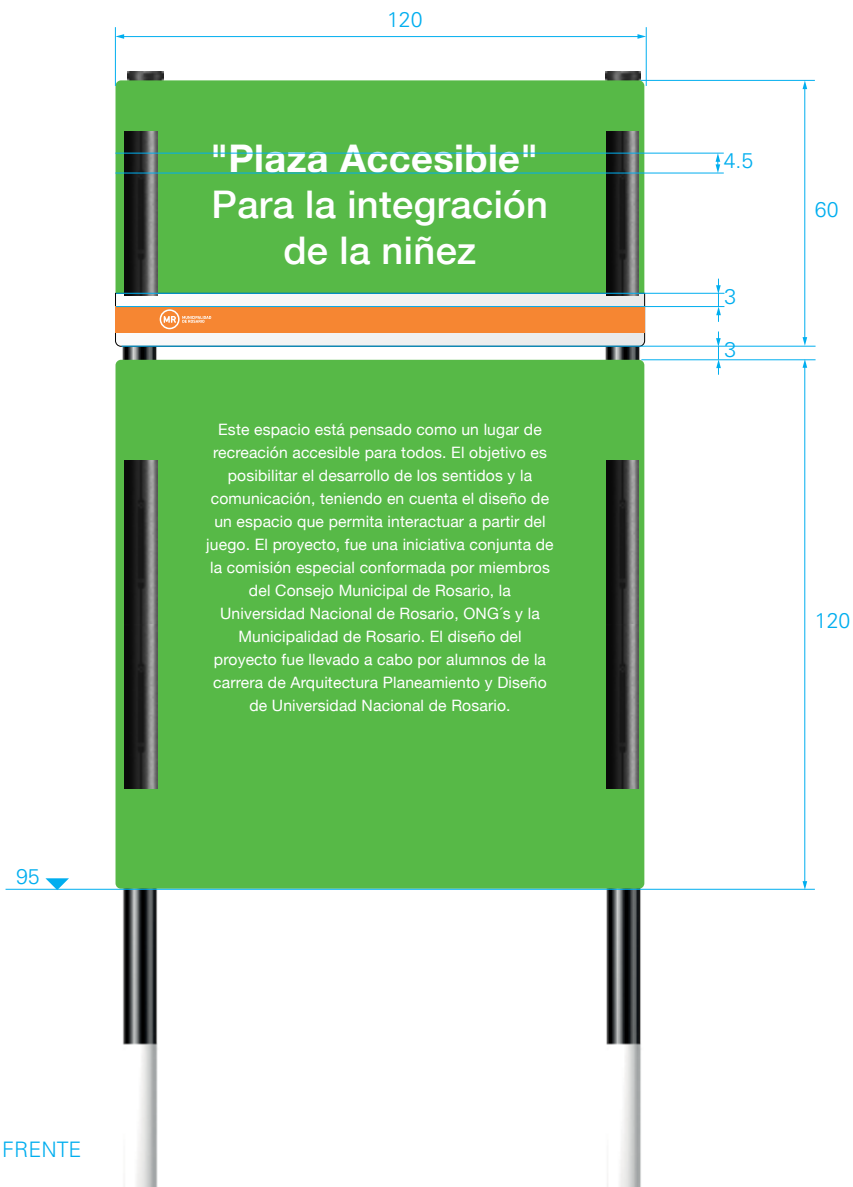 120
"Plaza Accesible"
4.5
Para la integración
60
de la niñez
3
MR MUNICIPALIDAD
DE ROSARIO
3
Este espacio está pensado como un lugar de
recreación accesible para todos. El objetivo es
posibilitar el desarrollo de los sentidos y la
comunicación, teniendo en cuenta el diseño de
un espacio que permita interactuar a partir del
juego. El proyecto, fue una iniciativa conjunta de
la comisión especial conformada por miembros
del Consejo Municipal de Rosario, la
Universidad Nacional de Rosario, ONG´s y la
120
Municipalidad de Rosario. El diseño del
proyecto fue llevado a cabo por alumnos de la
carrera de Arquitectura Planeamiento y Diseño
de Universidad Nacional de Rosario.
95
FRENTE